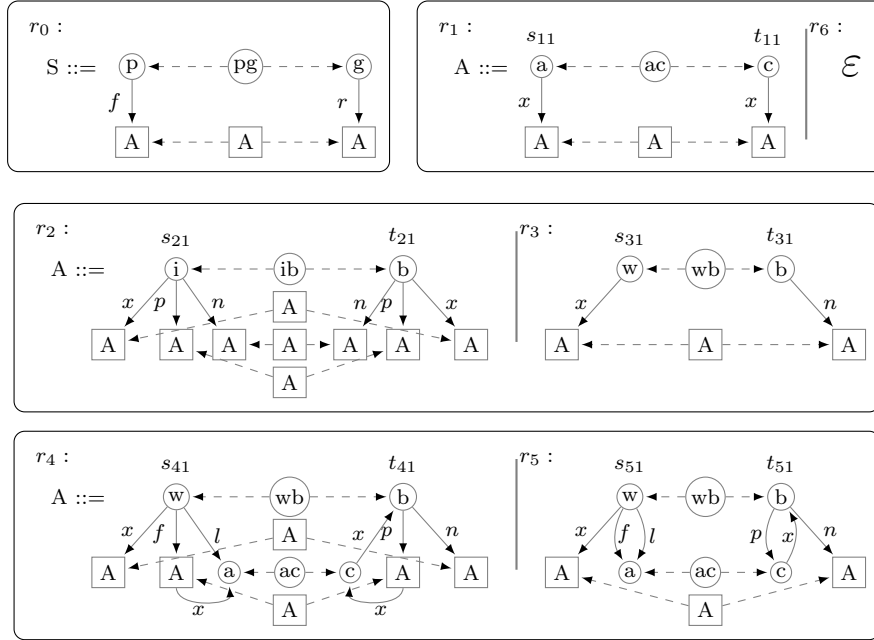 r₀ : r₁ : r₆ :
s₁₁ t₁₁
S ::= p pg g A ::= a ac c ε
f r x x
A A A A A A
r₂ : r₃ :
s₂₁ t₂₁ s₃₁ t₃₁
A ::= i ib b w wb b
x p n A n p x x n
A A A A A A A A A A
A
r₄ : r₅ :
s₄₁ t₄₁ s₅₁ t₅₁
A ::= w wb b w wb b
x f l A x p n x f l p x n
A A a ac c A A A a ac c A
x A x A